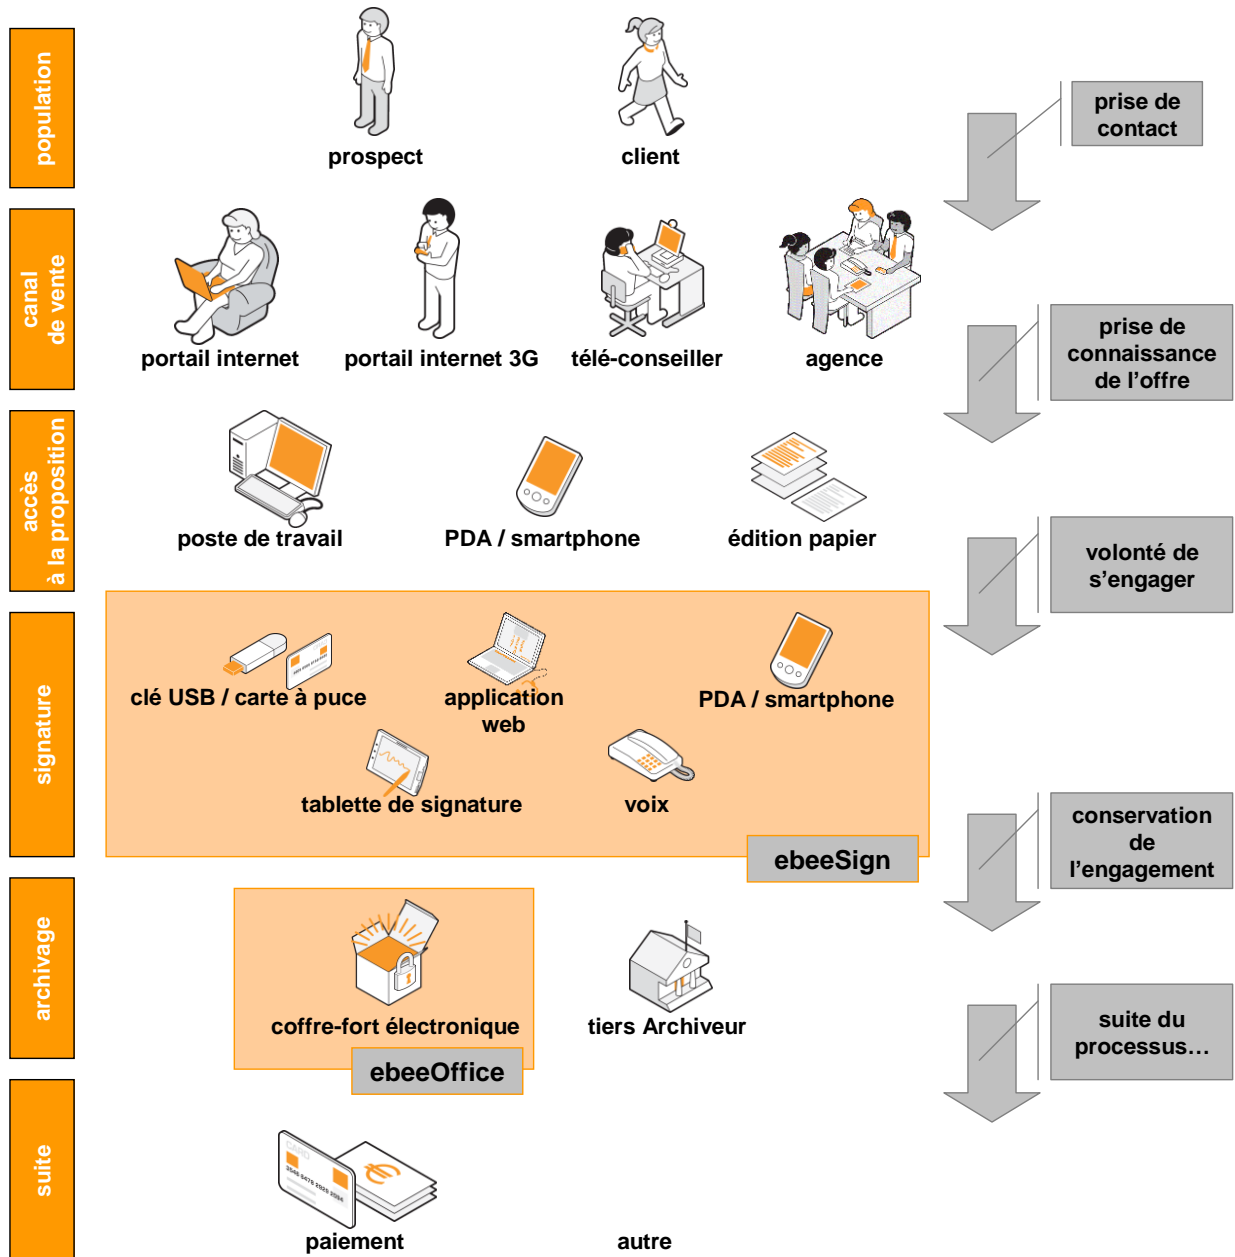 population
prospect
client
prise de
contact
canal
de vente
portail internet
portail internet 3G
télé-conseiller
agence
prise de
connaissance
de l'offre
accès
à la proposition
poste de travail
PDA / smartphone
édition papier
volonté de
s'engager
signature
clé USB / carte à puce
application
web
PDA / smartphone
tablette de signature
voix
ebeeSign
conservation
de
l'engagement
archivage
coffre-fort électronique
tiers Archiveur
ebeeOffice
suite du
processus…
suite
CARD
paiement
autre